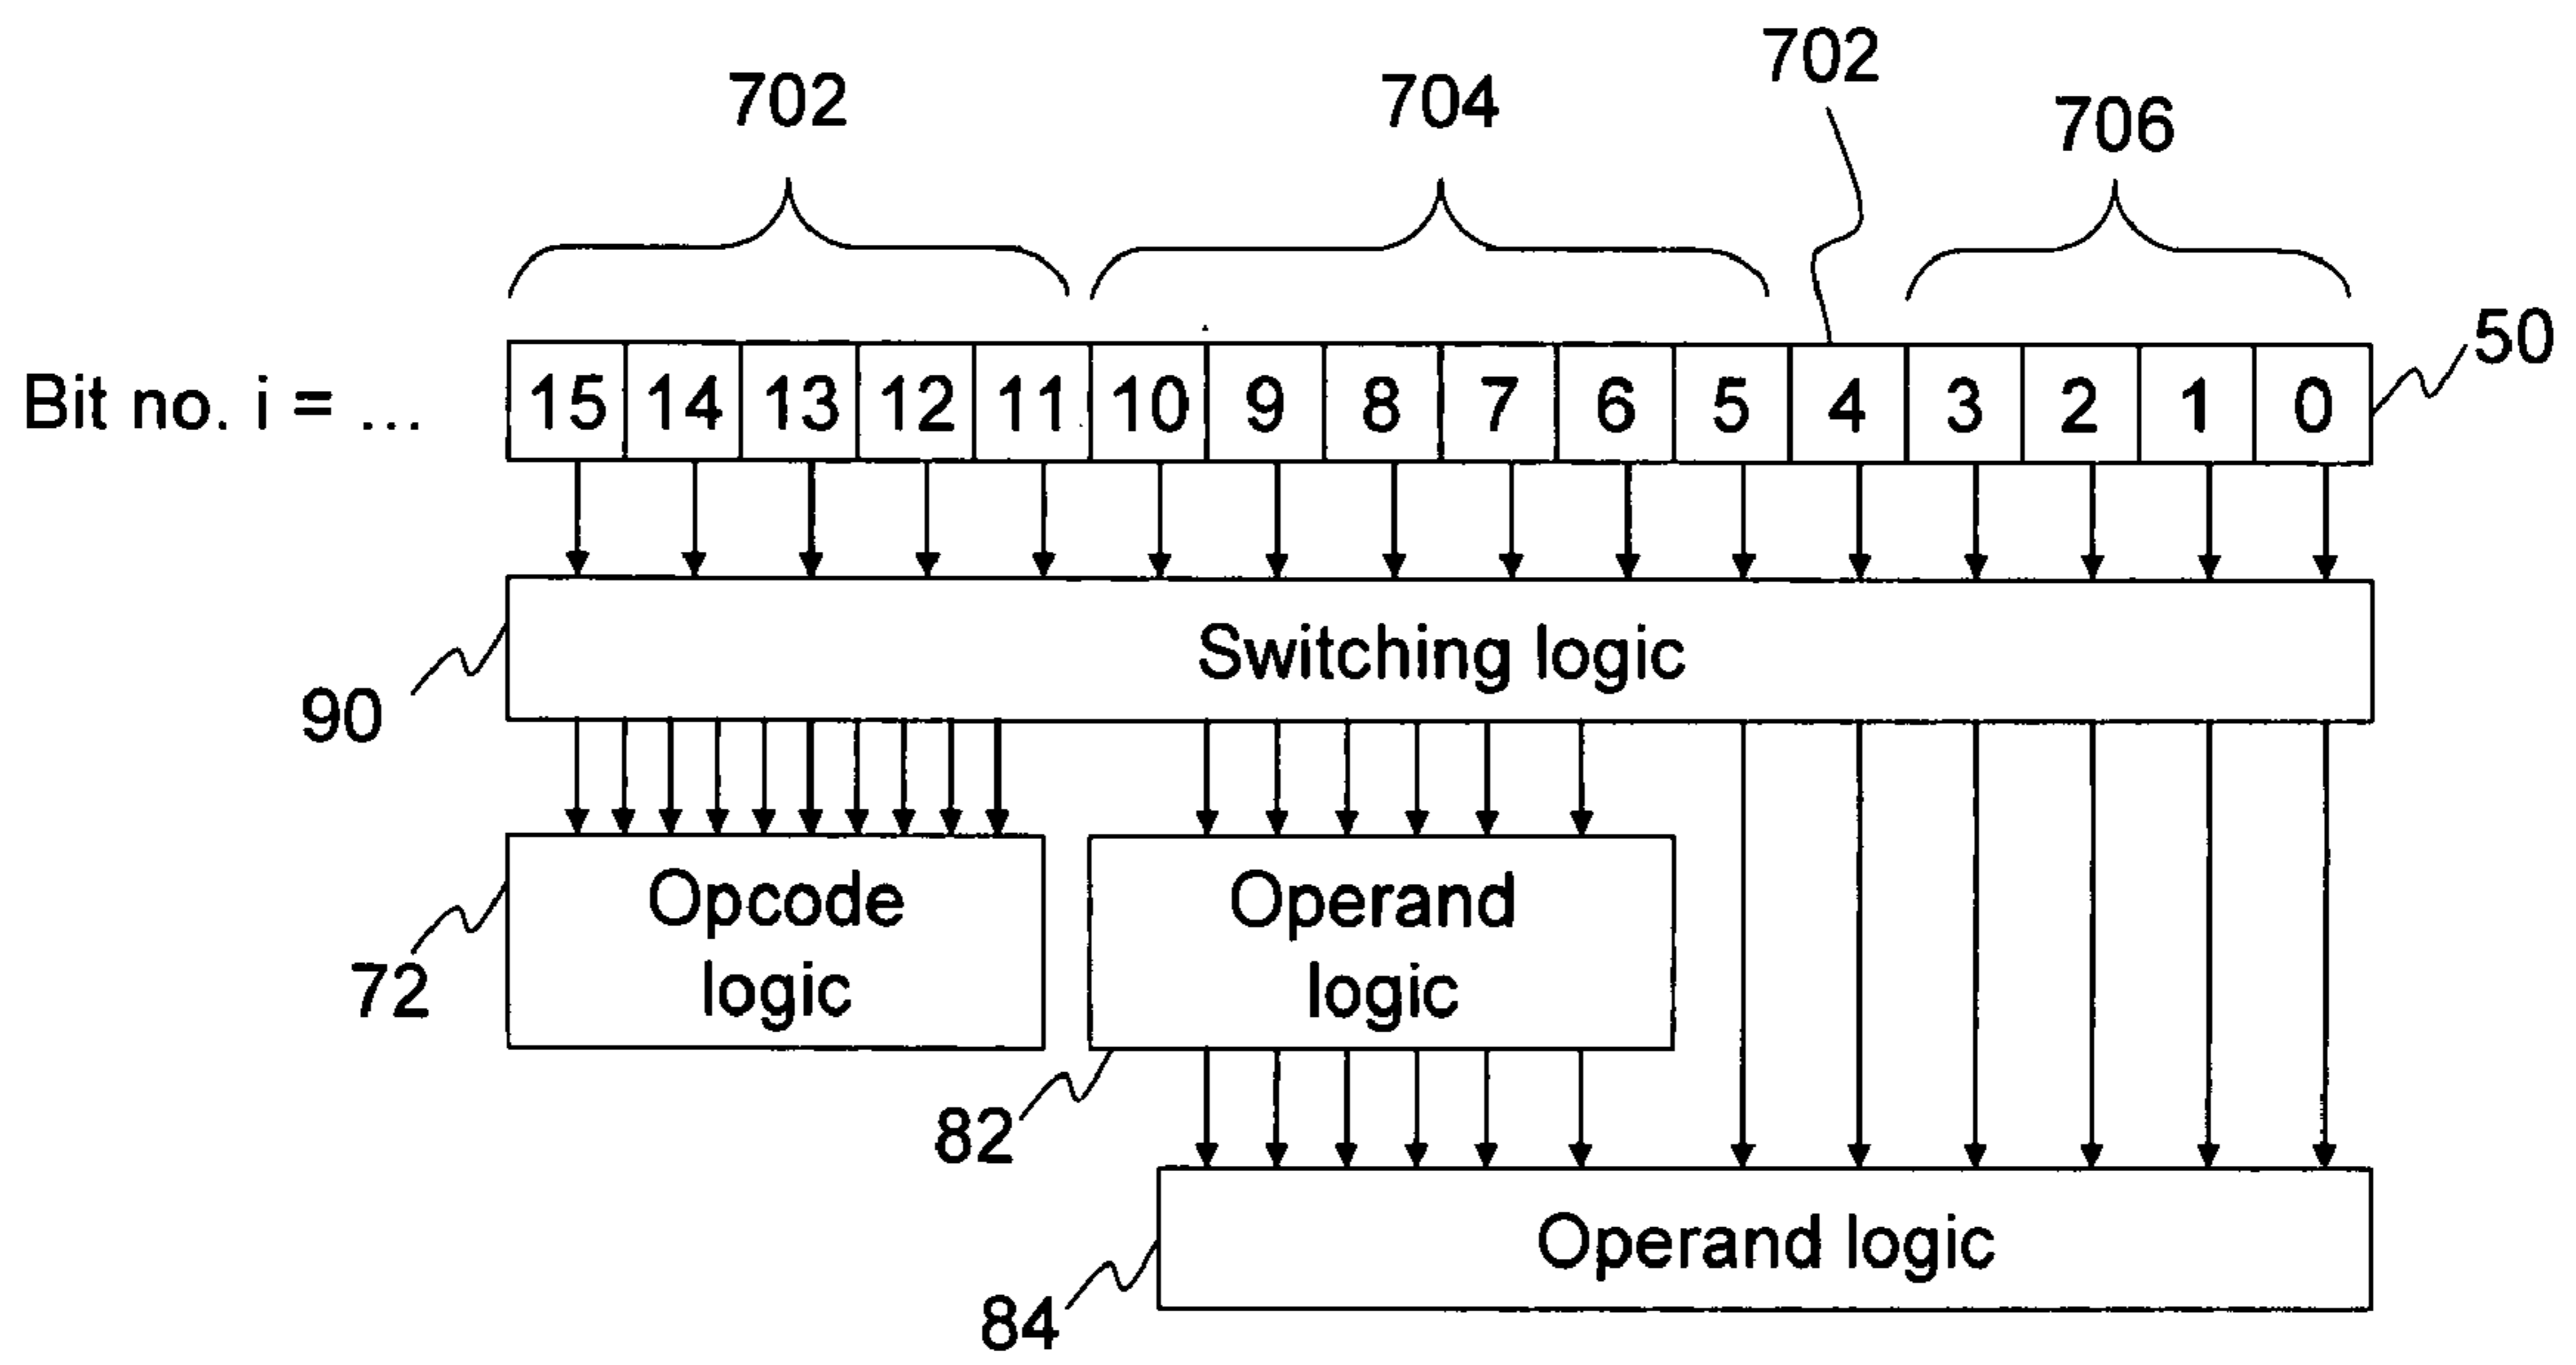 702
704
702
706
50
Bit no. i = ...
15 14 13 12 11 10 9 8 7 6 5 4 3 2 1 0
Switching logic
90
Opcode
logic
72
Operand
logic
82
Operand logic
84